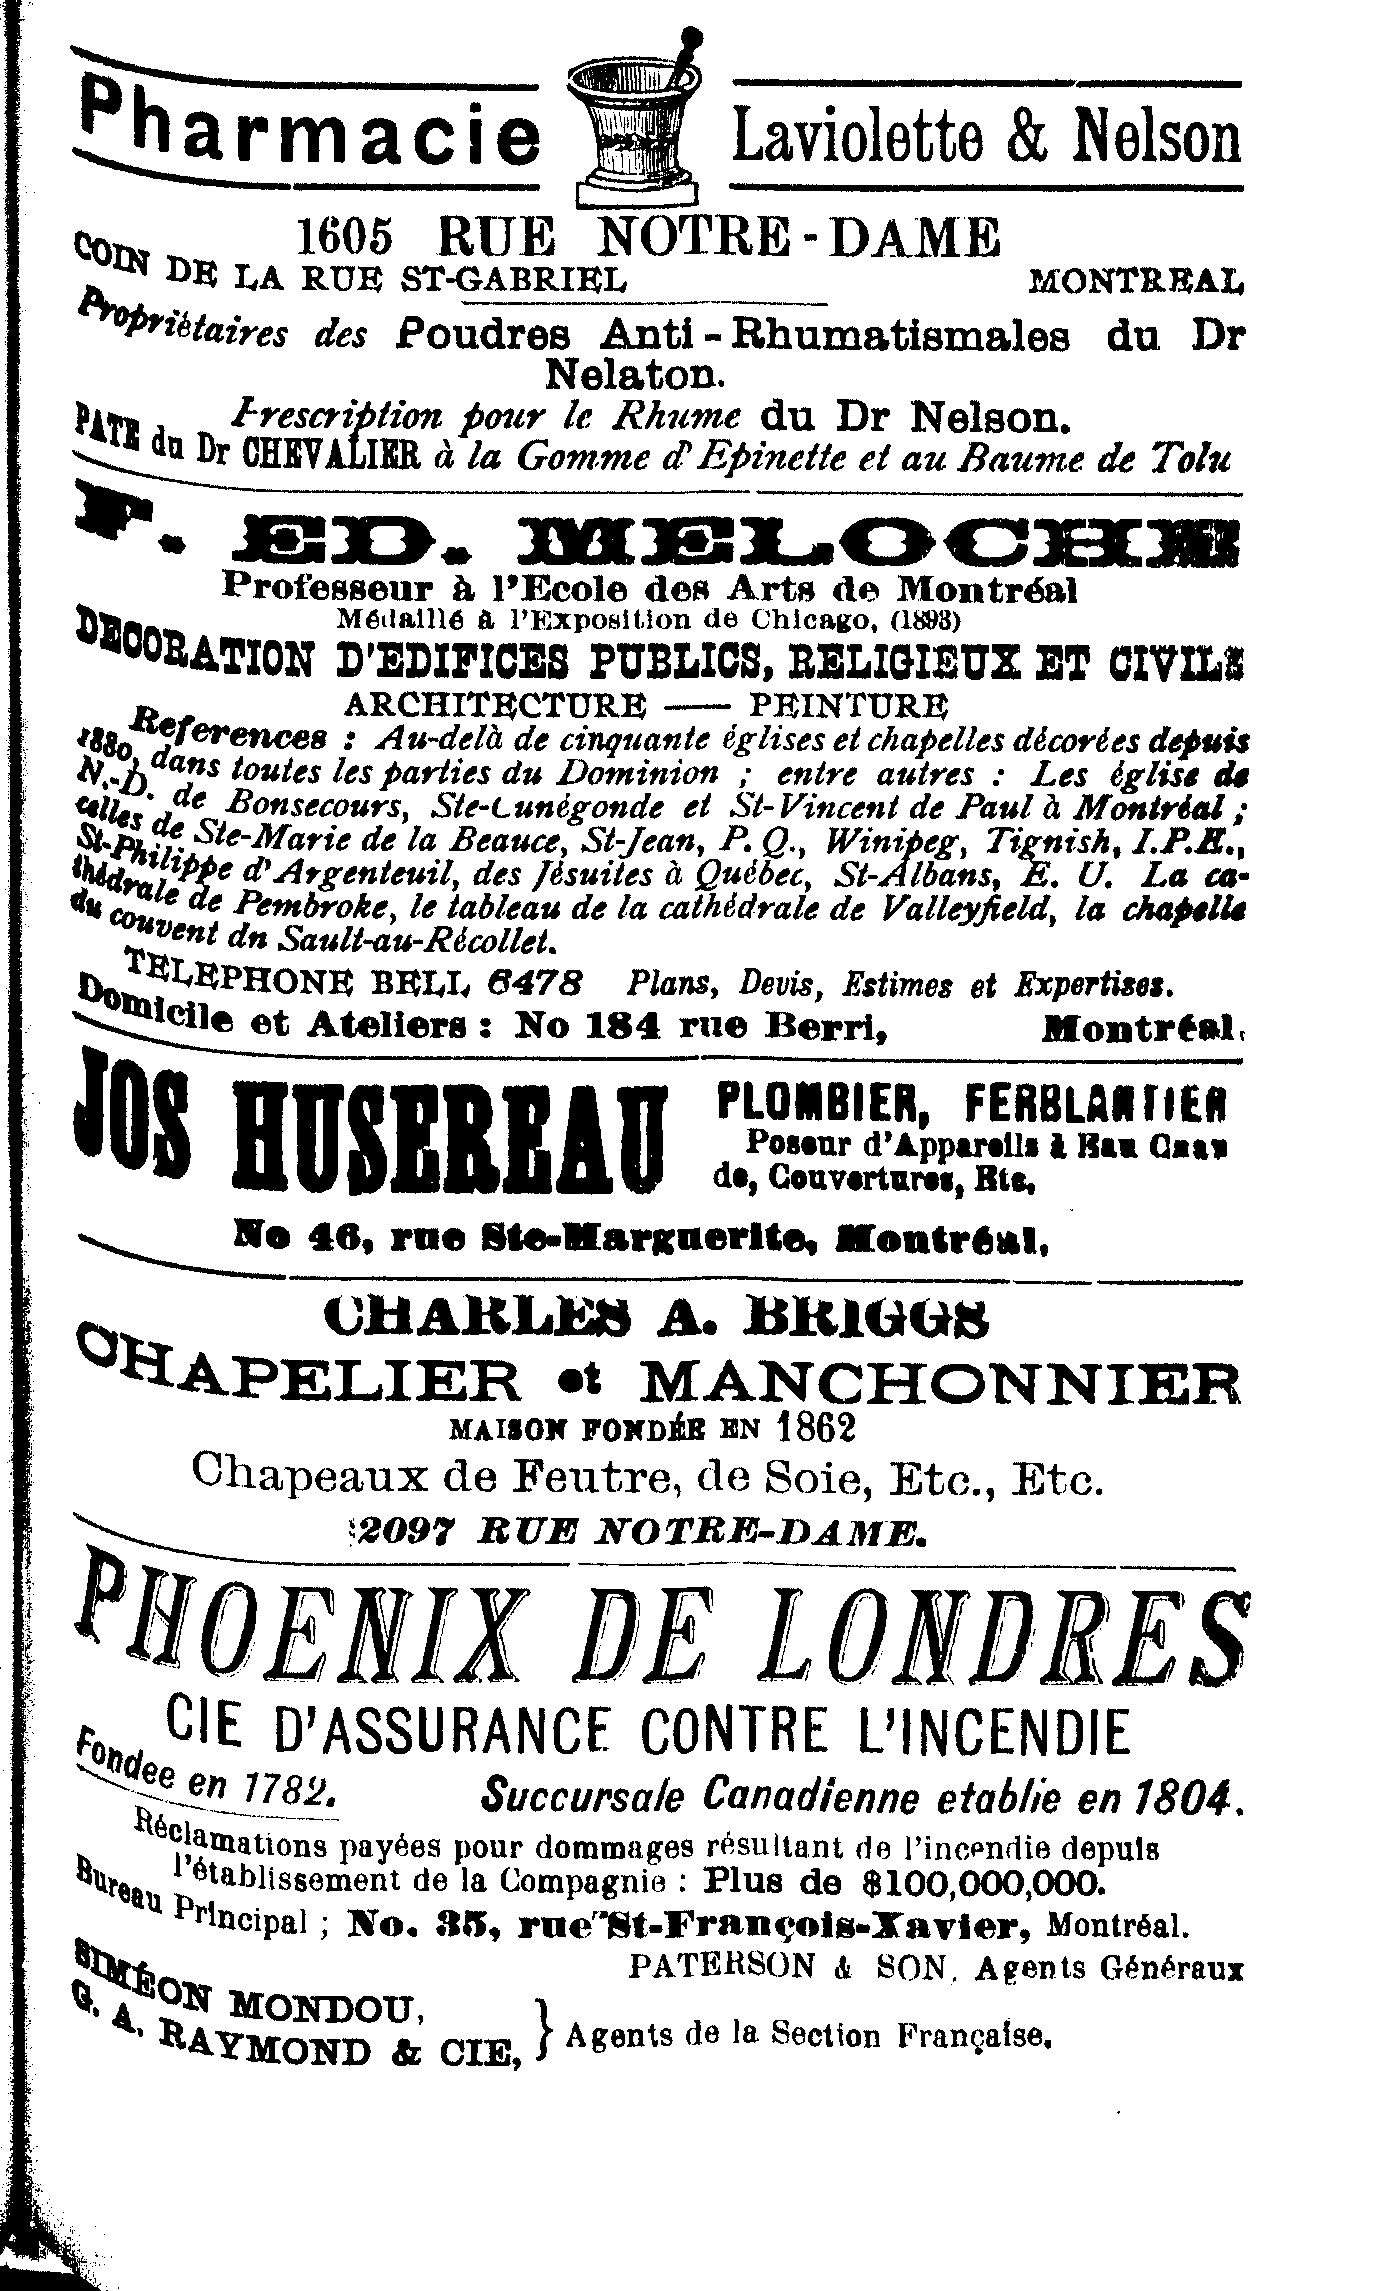 Pharmacie Laviolette & Nelson
1605 RUE NOTRE-DAME
COIN DE LA RUE ST-GABRIEL MONTREAL
Propriètaires des Poudres Anti-Rhumatismales du Dr
Nelaton.
Prescription pour le Rhume du Dr Nelson.
PATE du Dr CHEVALIER à la Gomme d'Epinette et au Baume de Tolu
F. ED. MELOCHE
Professeur à l'Ecole des Arts de Montréal
Médaillé à l'Exposition de Chicago, (1893)
DECORATION D'EDIFICES PUBLICS, RELIGIEUX ET CIVILS
ARCHITECTURE — PEINTURE
References : Au-delà de cinquante églises et chapelles décorées depuis
1880, dans toutes les parties du Dominion ; entre autres : Les église de
N.-D. de Bonsecours, Ste-Cunégonde et St-Vincent de Paul à Montréal ;
celles de Ste-Marie de la Beauce, St-Jean, P. Q., Winipeg, Tignish, I.P.E.,
St-Philippe d'Argenteuil, des Jésuites à Québec, St-Albans, E. U. La ca-
thédrale de Pembroke, le tableau de la cathédrale de Valleyfield, la chapelle
du couvent dn Sault-au-Récollet.
TELEPHONE BELL 6478 Plans, Devis, Estimes et Expertises.
Domicile et Ateliers : No 184 rue Berri, Montréal.
JOS HUSEREAU PLOMBIER, FERBLANTIER
Poseur d'Appareils à Eau Chau
de, Couvertures, Etc,
No 46, rue Ste-Marguerite, Montréal,
CHARLES A. BRIGGS
CHAPELIER et MANCHONNIER
MAISON FONDÉE EN 1862
Chapeaux de Feutre, de Soie, Etc., Etc.
2097 RUE NOTRE-DAME.
PHOENIX DE LONDRES
CIE D'ASSURANCE CONTRE L'INCENDIE
Fondee en 1782. Succursale Canadienne etablie en 1804.
Réclamations payées pour dommages résultant de l'incendie depuis
l'établissement de la Compagnie : Plus de $100,000,000.
Bureau Principal ; No. 35, rue St-François-Xavier, Montréal.
PATERSON & SON, Agents Généraux
SIMÉON MONDOU,
G. A. RAYMOND & CIE, } Agents de la Section Française.